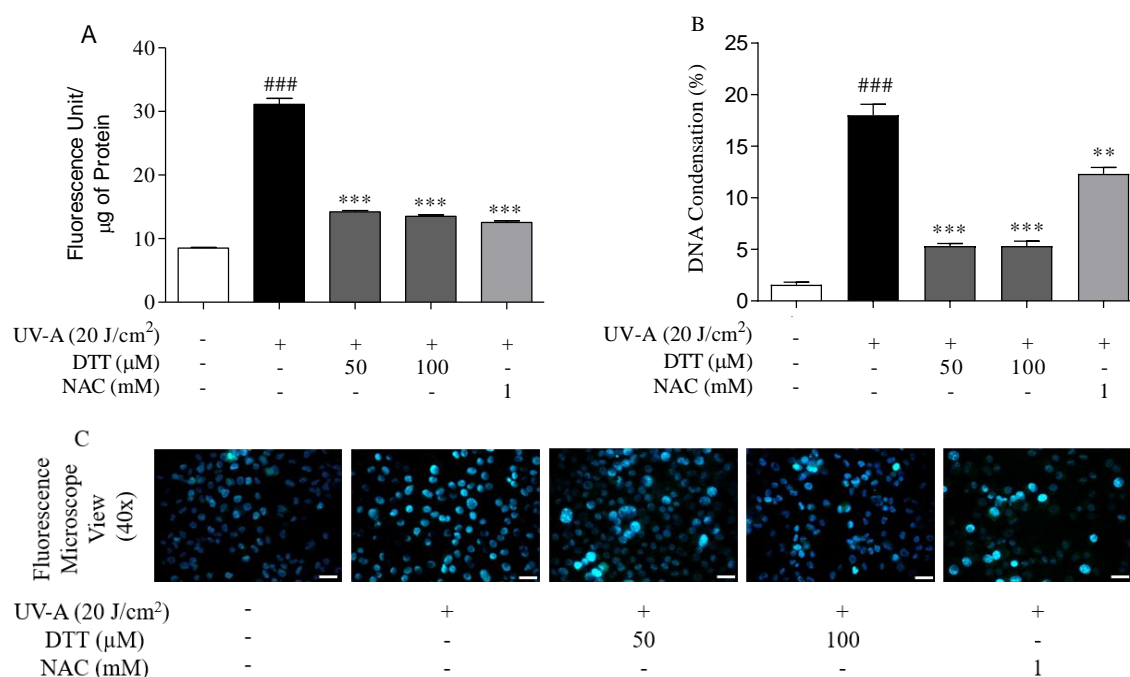 A
Fluorescence Unit/
µg of Protein
40
30
20
10
0
###
***
***
***
UV-A (20 J/cm²) - + + + +
DTT (µM) - - 50 100 -
NAC (mM) - - - - 1
B
DNA Condensation (%)
25
20
15
10
5
0
###
***
***
**
UV-A (20 J/cm²) - + + + +
DTT (µM) - - 50 100 -
NAC (mM) - - - - 1
C
Fluorescence
Microscope
View
(40x)
UV-A (20 J/cm²) - + + + +
DTT (µM) - - 50 100 -
NAC (mM) - - - - 1